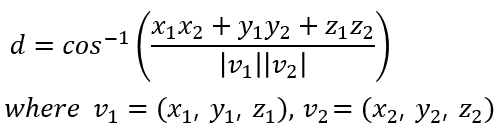 d = cos⁻¹ ( (x₁x₂ + y₁y₂ + z₁z₂) / (|v₁||v₂|) )
where v₁ = (x₁, y₁, z₁), v₂ = (x₂, y₂, z₂)